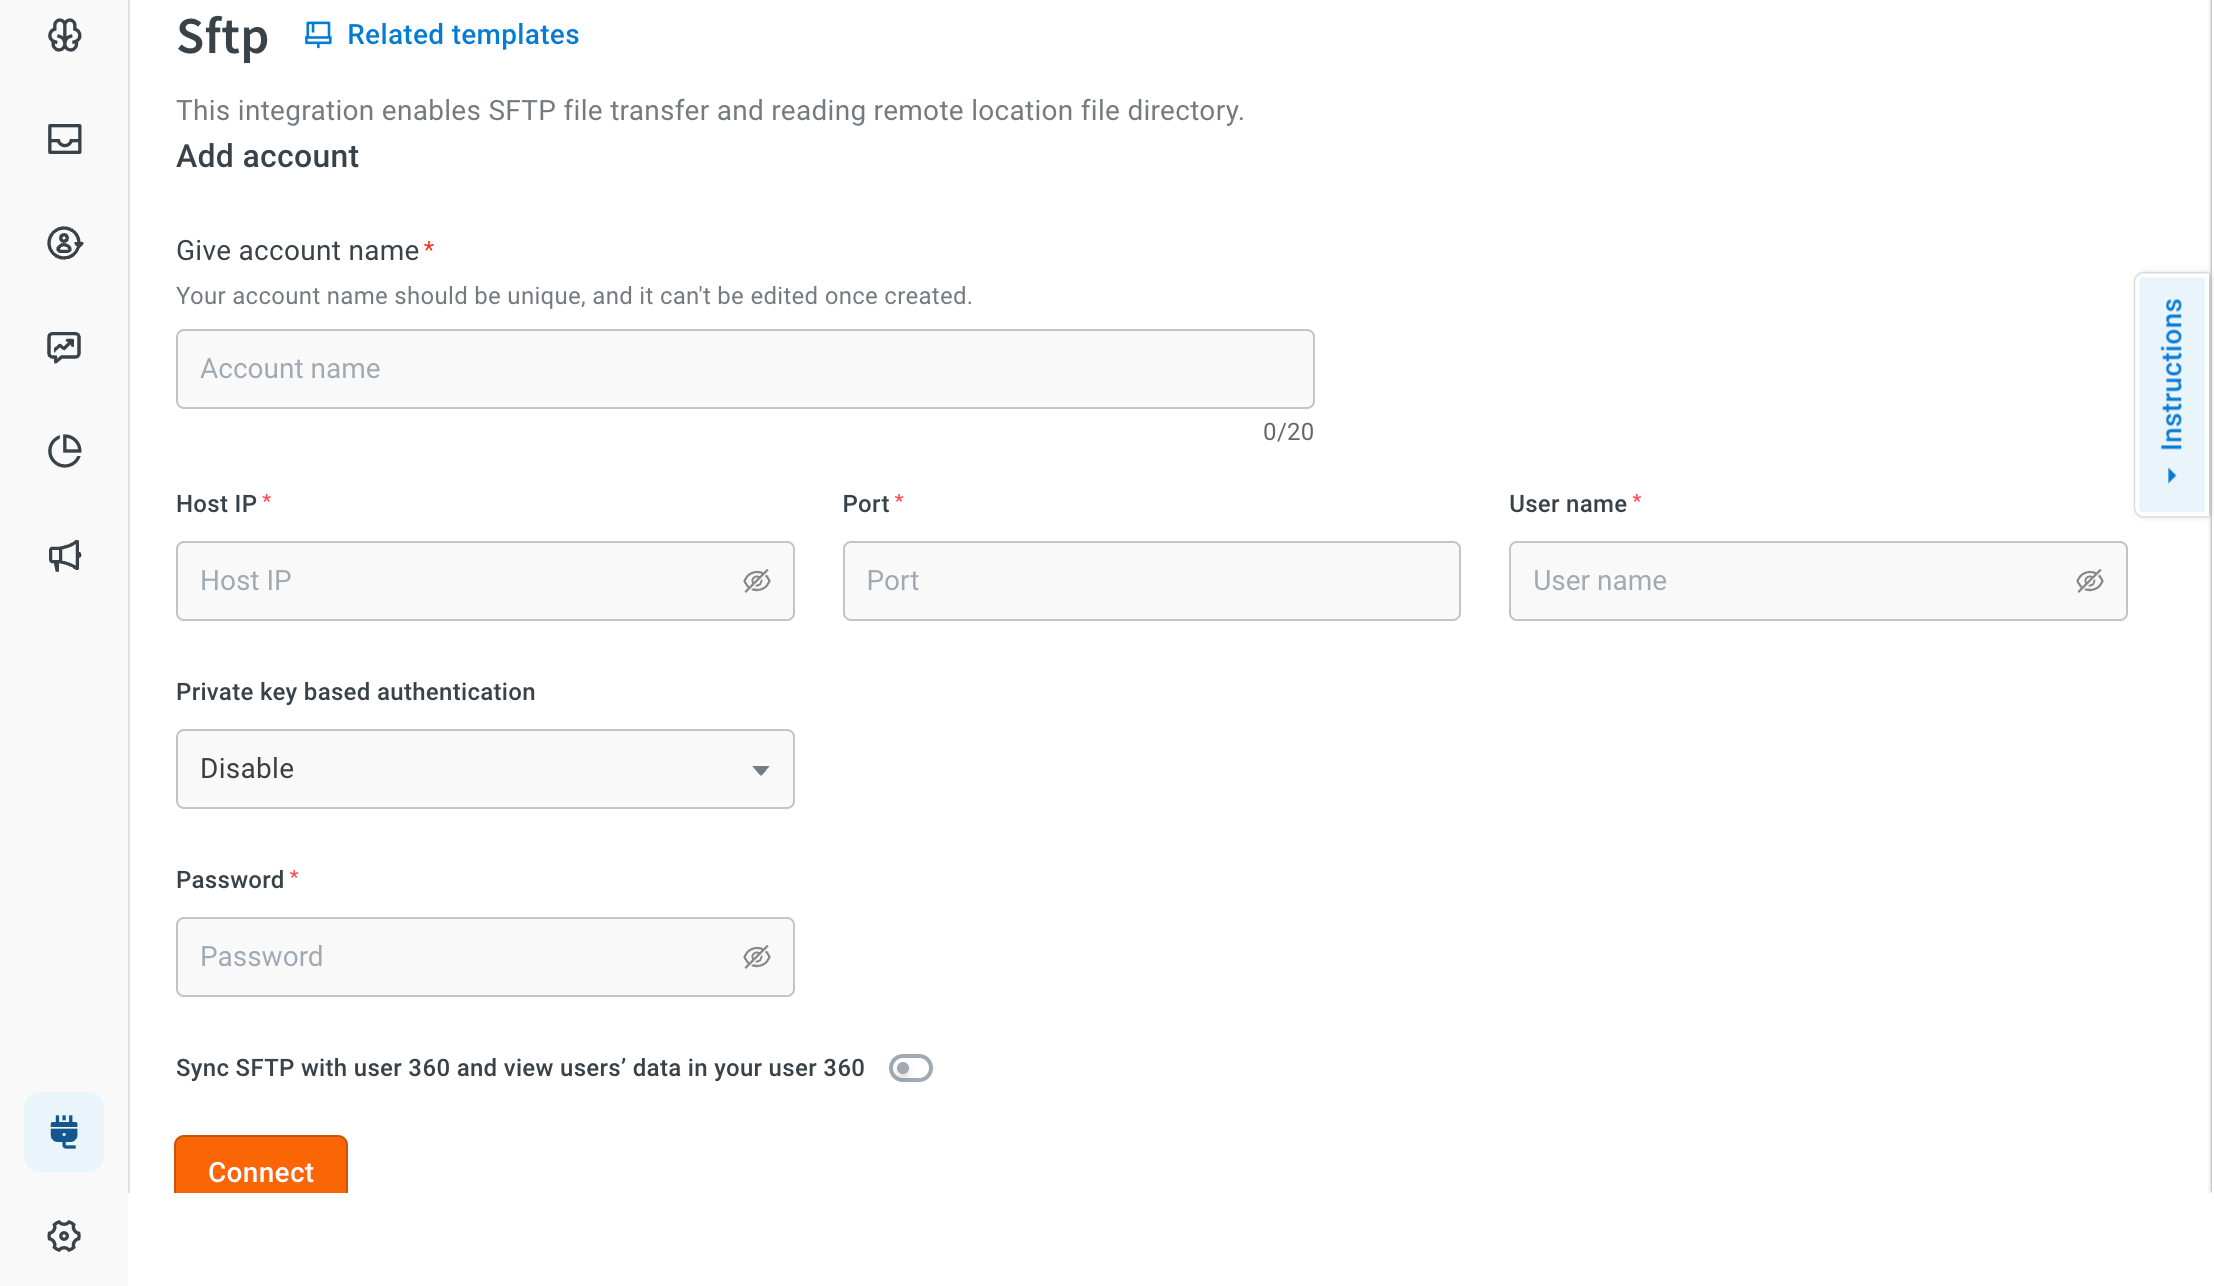 Sftp
Related templates
This integration enables SFTP file transfer and reading remote location file directory.
Add account
Give account name*
Your account name should be unique, and it can't be edited once created.
Account name
0/20
Instructions
Host IP* Port* User name*
Host IP Port User name
Private key based authentication
Disable
Password*
Password
Sync SFTP with user 360 and view users’ data in your user 360
Connect